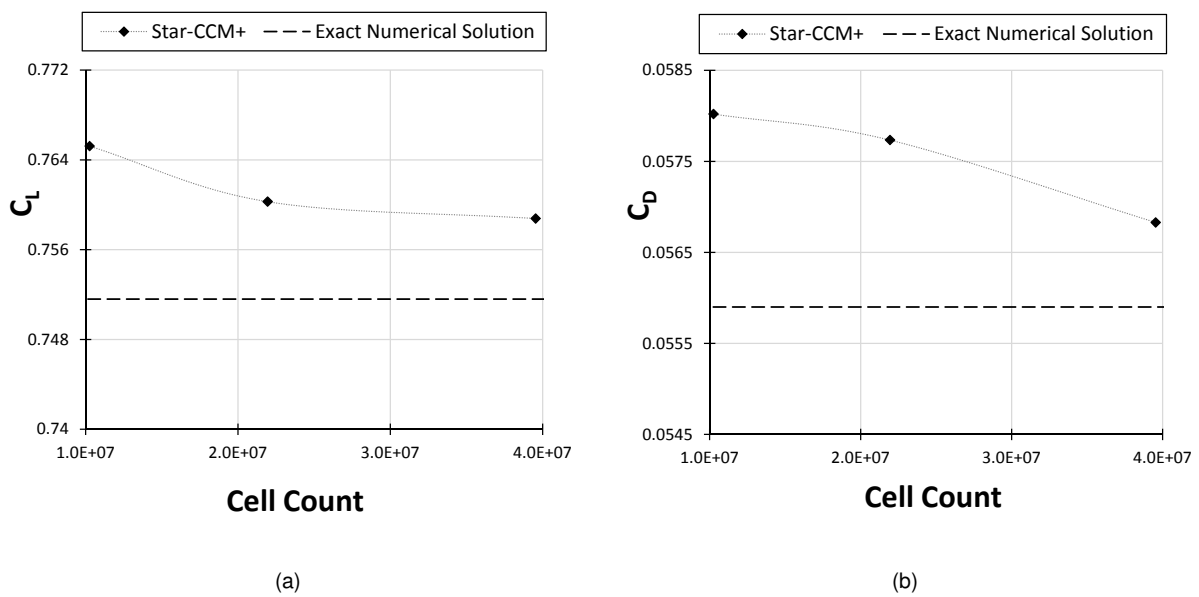 Star-CCM+ Exact Numerical Solution
0.772
0.764
0.756
0.748
0.74
C_L
1.0E+07 2.0E+07 3.0E+07 4.0E+07
Cell Count
(a)
Star-CCM+ Exact Numerical Solution
0.0585
0.0575
0.0565
0.0555
0.0545
C_D
1.0E+07 2.0E+07 3.0E+07 4.0E+07
Cell Count
(b)